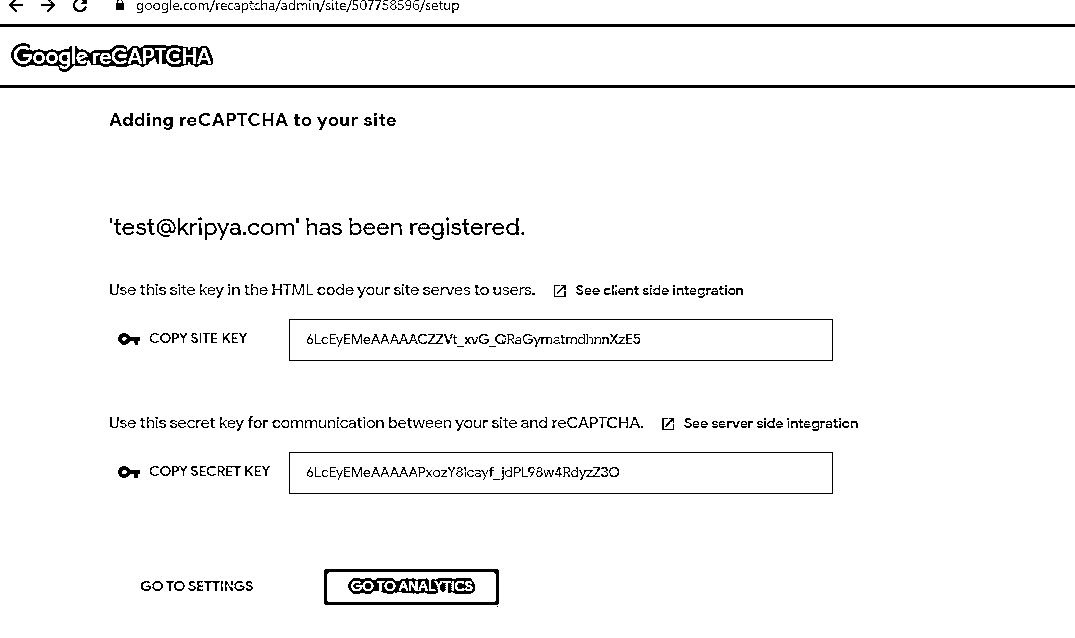 google.com/recaptcha/admin/site/507758596/setup
Google reCAPTCHA
Adding reCAPTCHA to your site
'test@kripya.com' has been registered.
Use this site key in the HTML code your site serves to users. See client side integration
COPY SITE KEY 6LcEyEMeAAAAACZZVt_xvG_QRaGymatmdhnnXzE5
Use this secret key for communication between your site and reCAPTCHA. See server side integration
COPY SECRET KEY 6LcEyEMeAAAAAPxozY8icayf_jdPL98w4RdyzZ3O
GO TO SETTINGS GO TO ANALYTICS